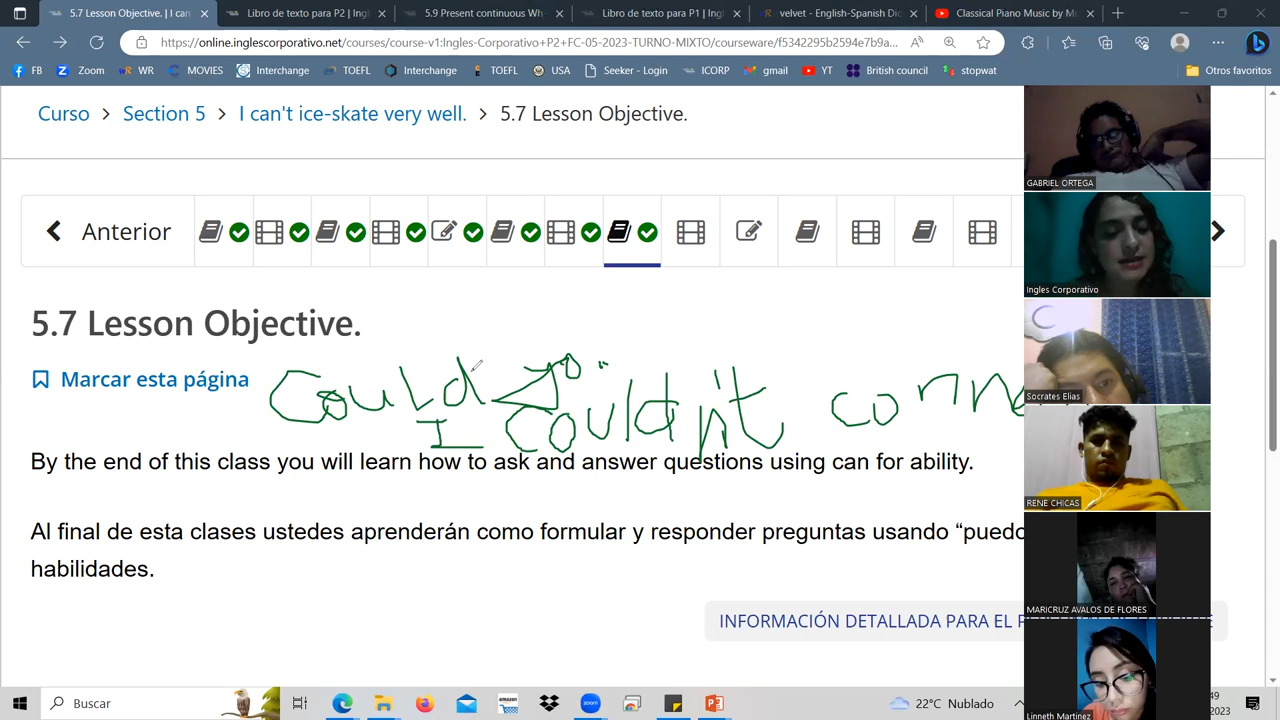 5.7 Lesson Objective. | I can
Libro de texto para P2 | Ingl
5.9 Present continuous Wh
Libro de texto para P1 | Ingl
velvet - English-Spanish Dic
Classical Piano Music by M
https://online.inglescorporativo.net/courses/course-v1:Ingles-Corporativo+P2+FC-05-2023-TURNO-MIXTO/courseware/f5342295b2594e7b9a...
FB
Zoom
WR
MOVIES
Interchange
TOEFL
Interchange
TOEFL
USA
Seeker - Login
ICORP
gmail
YT
British council
stopwat
Otros favoritos
Curso > Section 5 > I can't ice-skate very well. > 5.7 Lesson Objective.
Anterior
5.7 Lesson Objective.
Marcar esta página
Could
I couldn't conne
By the end of this class you will learn how to ask and answer questions using can for ability.
Al final de esta clases ustedes aprenderán como formular y responder preguntas usando “puedo
habilidades.
INFORMACIÓN DETALLADA PARA EL
GABRIEL ORTEGA
Ingles Corporativo
Socrates Elias
RENE CHICAS
MARICRUZ AVALOS DE FLORES
Linneth Martinez
Buscar
amazon
zoom
22°C Nublado